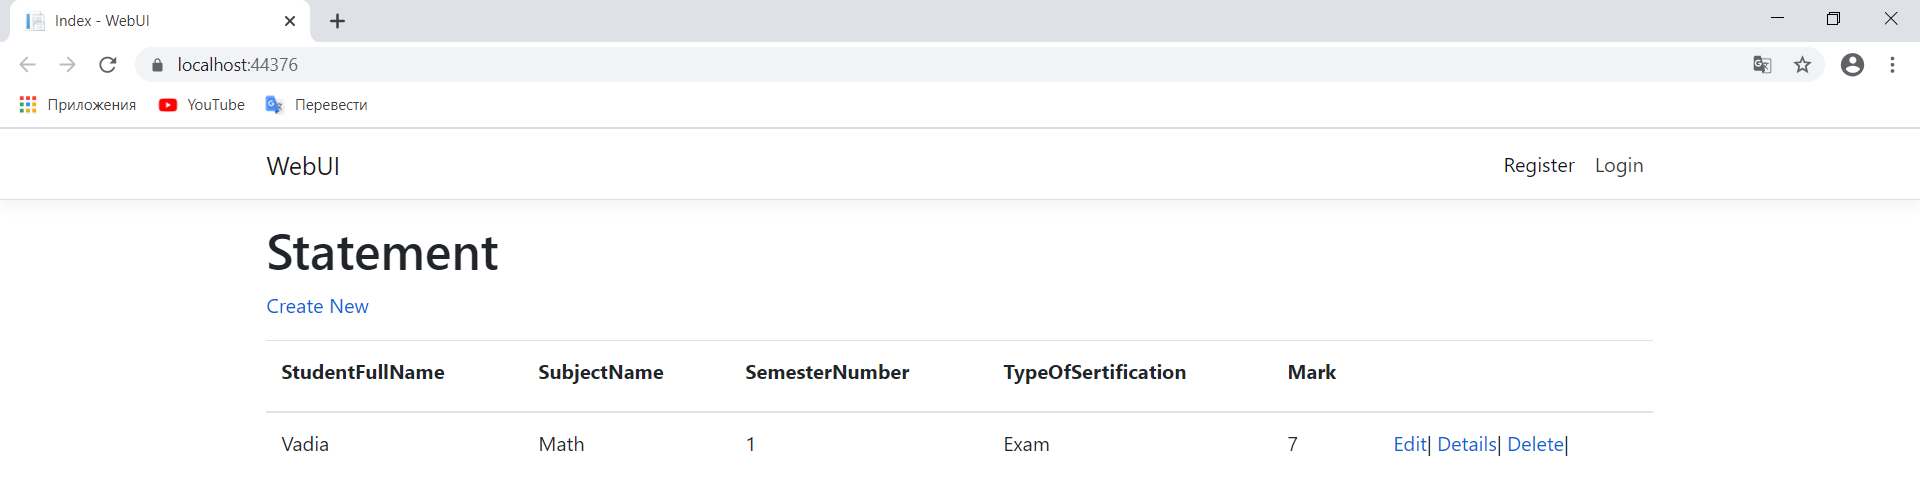 Index - WebUI
localhost:44376
Приложения YouTube Перевести
WebUI Register Login
Statement
Create New
StudentFullName SubjectName SemesterNumber TypeOfSertification Mark
Vadia Math 1 Exam 7 Edit| Details| Delete|